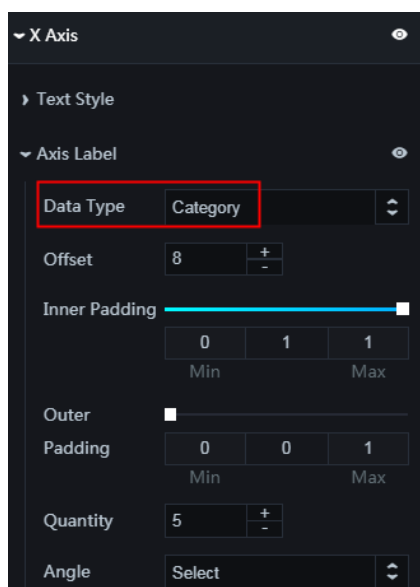 X Axis
Text Style
Axis Label
Data Type Category
Offset 8 + -
Inner Padding
0 1 1
Min Max
Outer
Padding 0 0 1
Min Max
Quantity 5 + -
Angle Select